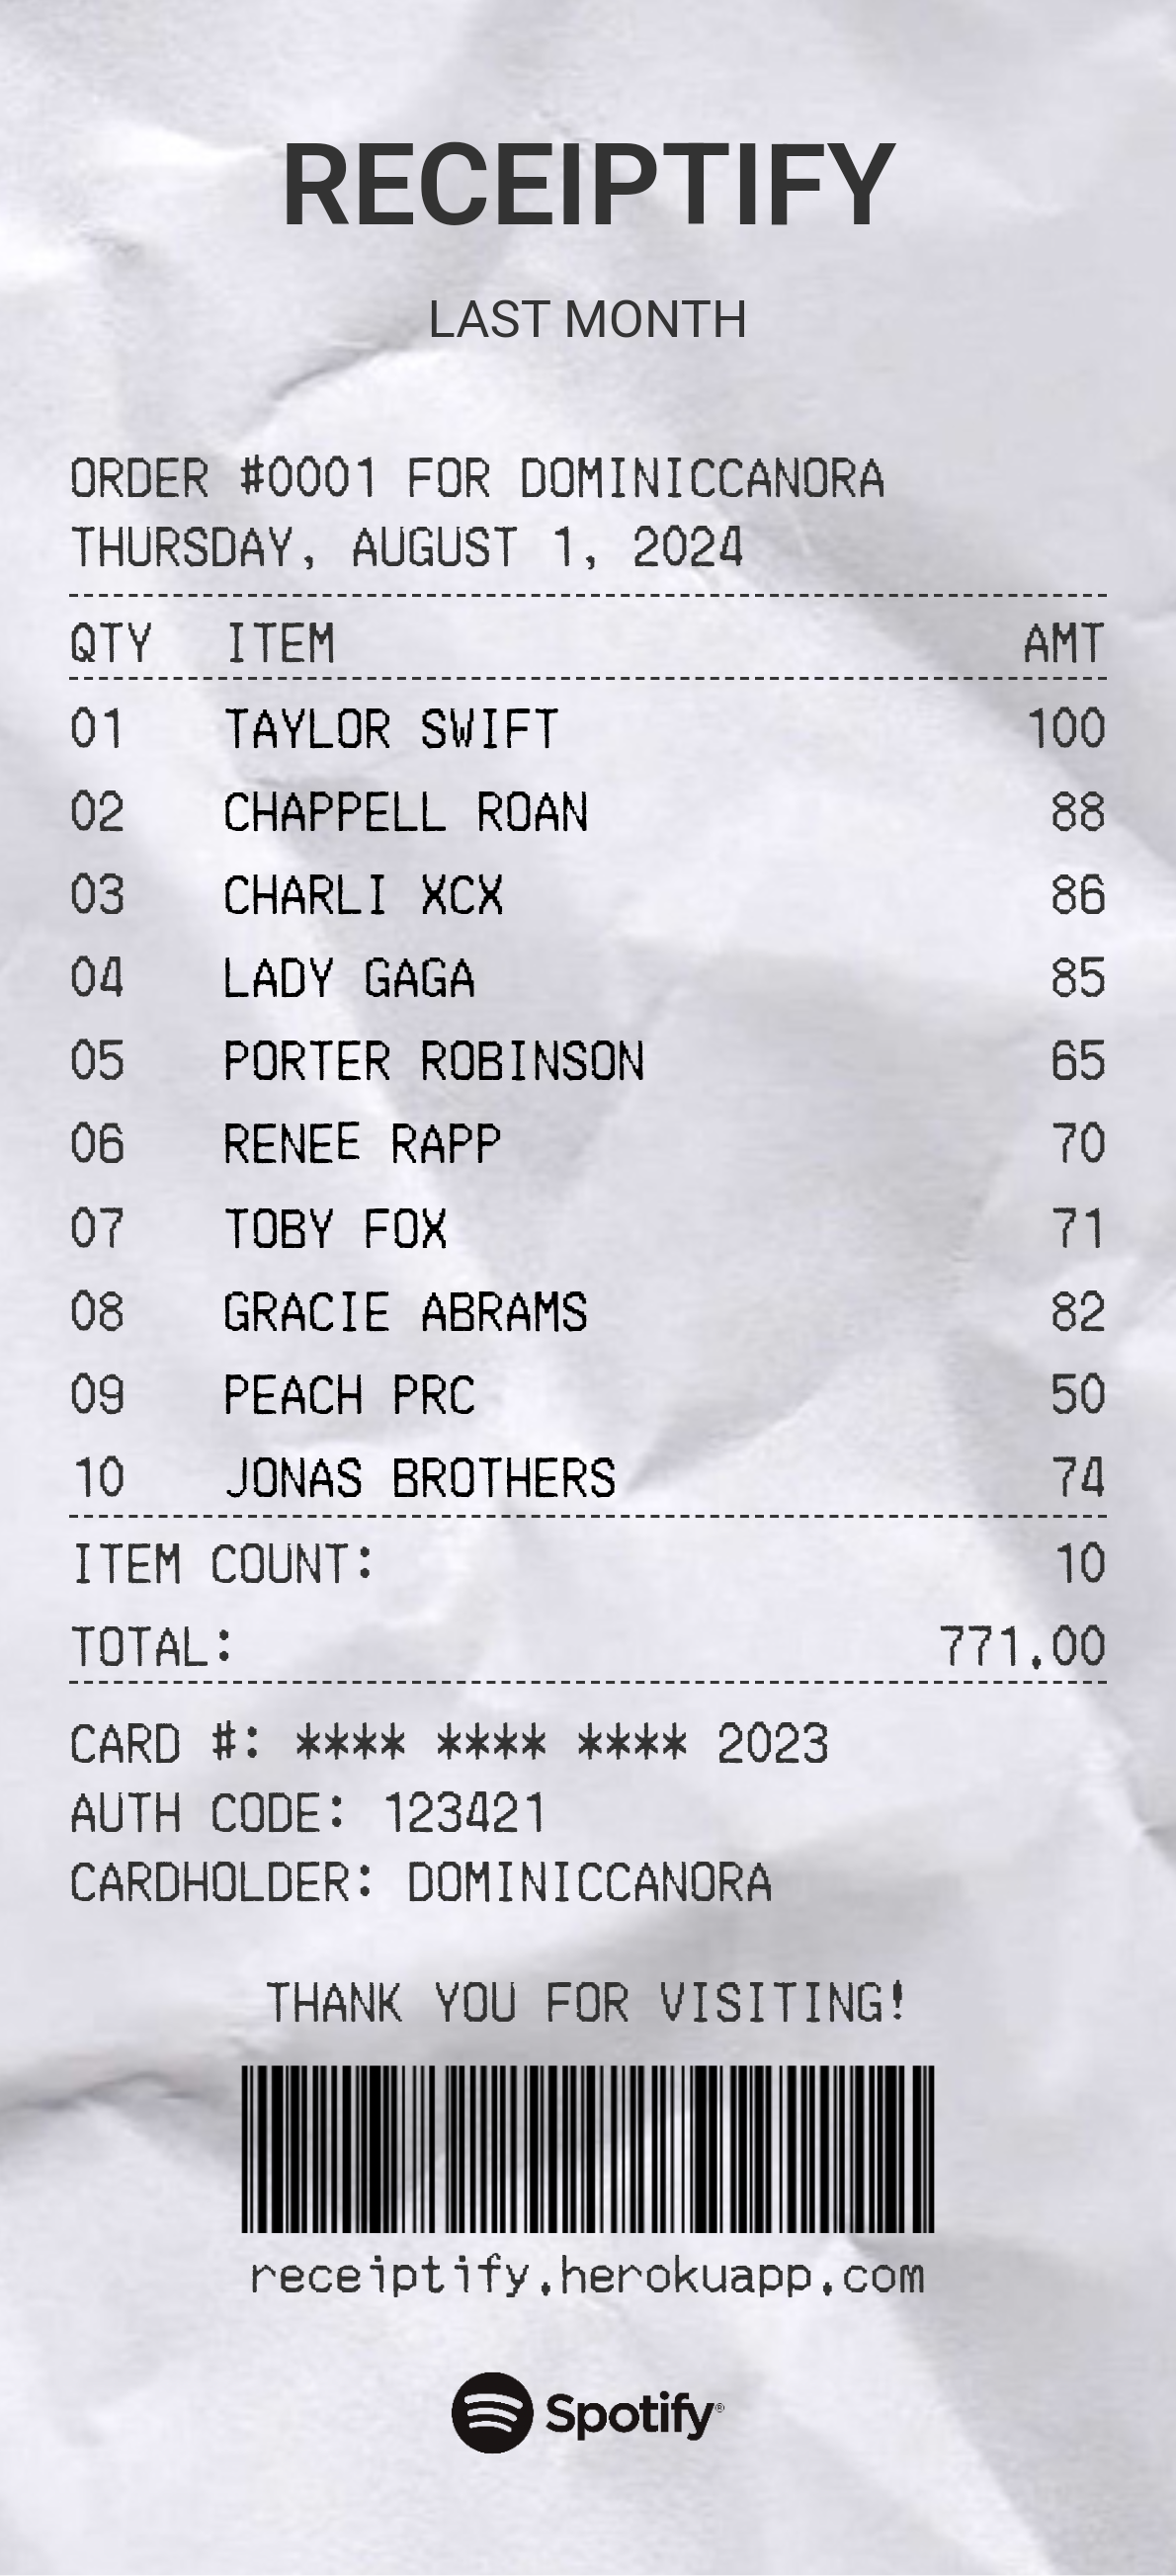 RECEIPTIFY
LAST MONTH
ORDER #0001 FOR DOMINICCANORA
THURSDAY, AUGUST 1, 2024
QTY ITEM AMT
01 TAYLOR SWIFT 100
02 CHAPPELL ROAN 88
03 CHARLI XCX 86
04 LADY GAGA 85
05 PORTER ROBINSON 65
06 RENEE RAPP 70
07 TOBY FOX 71
08 GRACIE ABRAMS 82
09 PEACH PRC 50
10 JONAS BROTHERS 74
ITEM COUNT: 10
TOTAL: 771.00
CARD #: **** **** **** 2023
AUTH CODE: 123421
CARDHOLDER: DOMINICCANORA
THANK YOU FOR VISITING!
receiptify.herokuapp.com
Spotify®